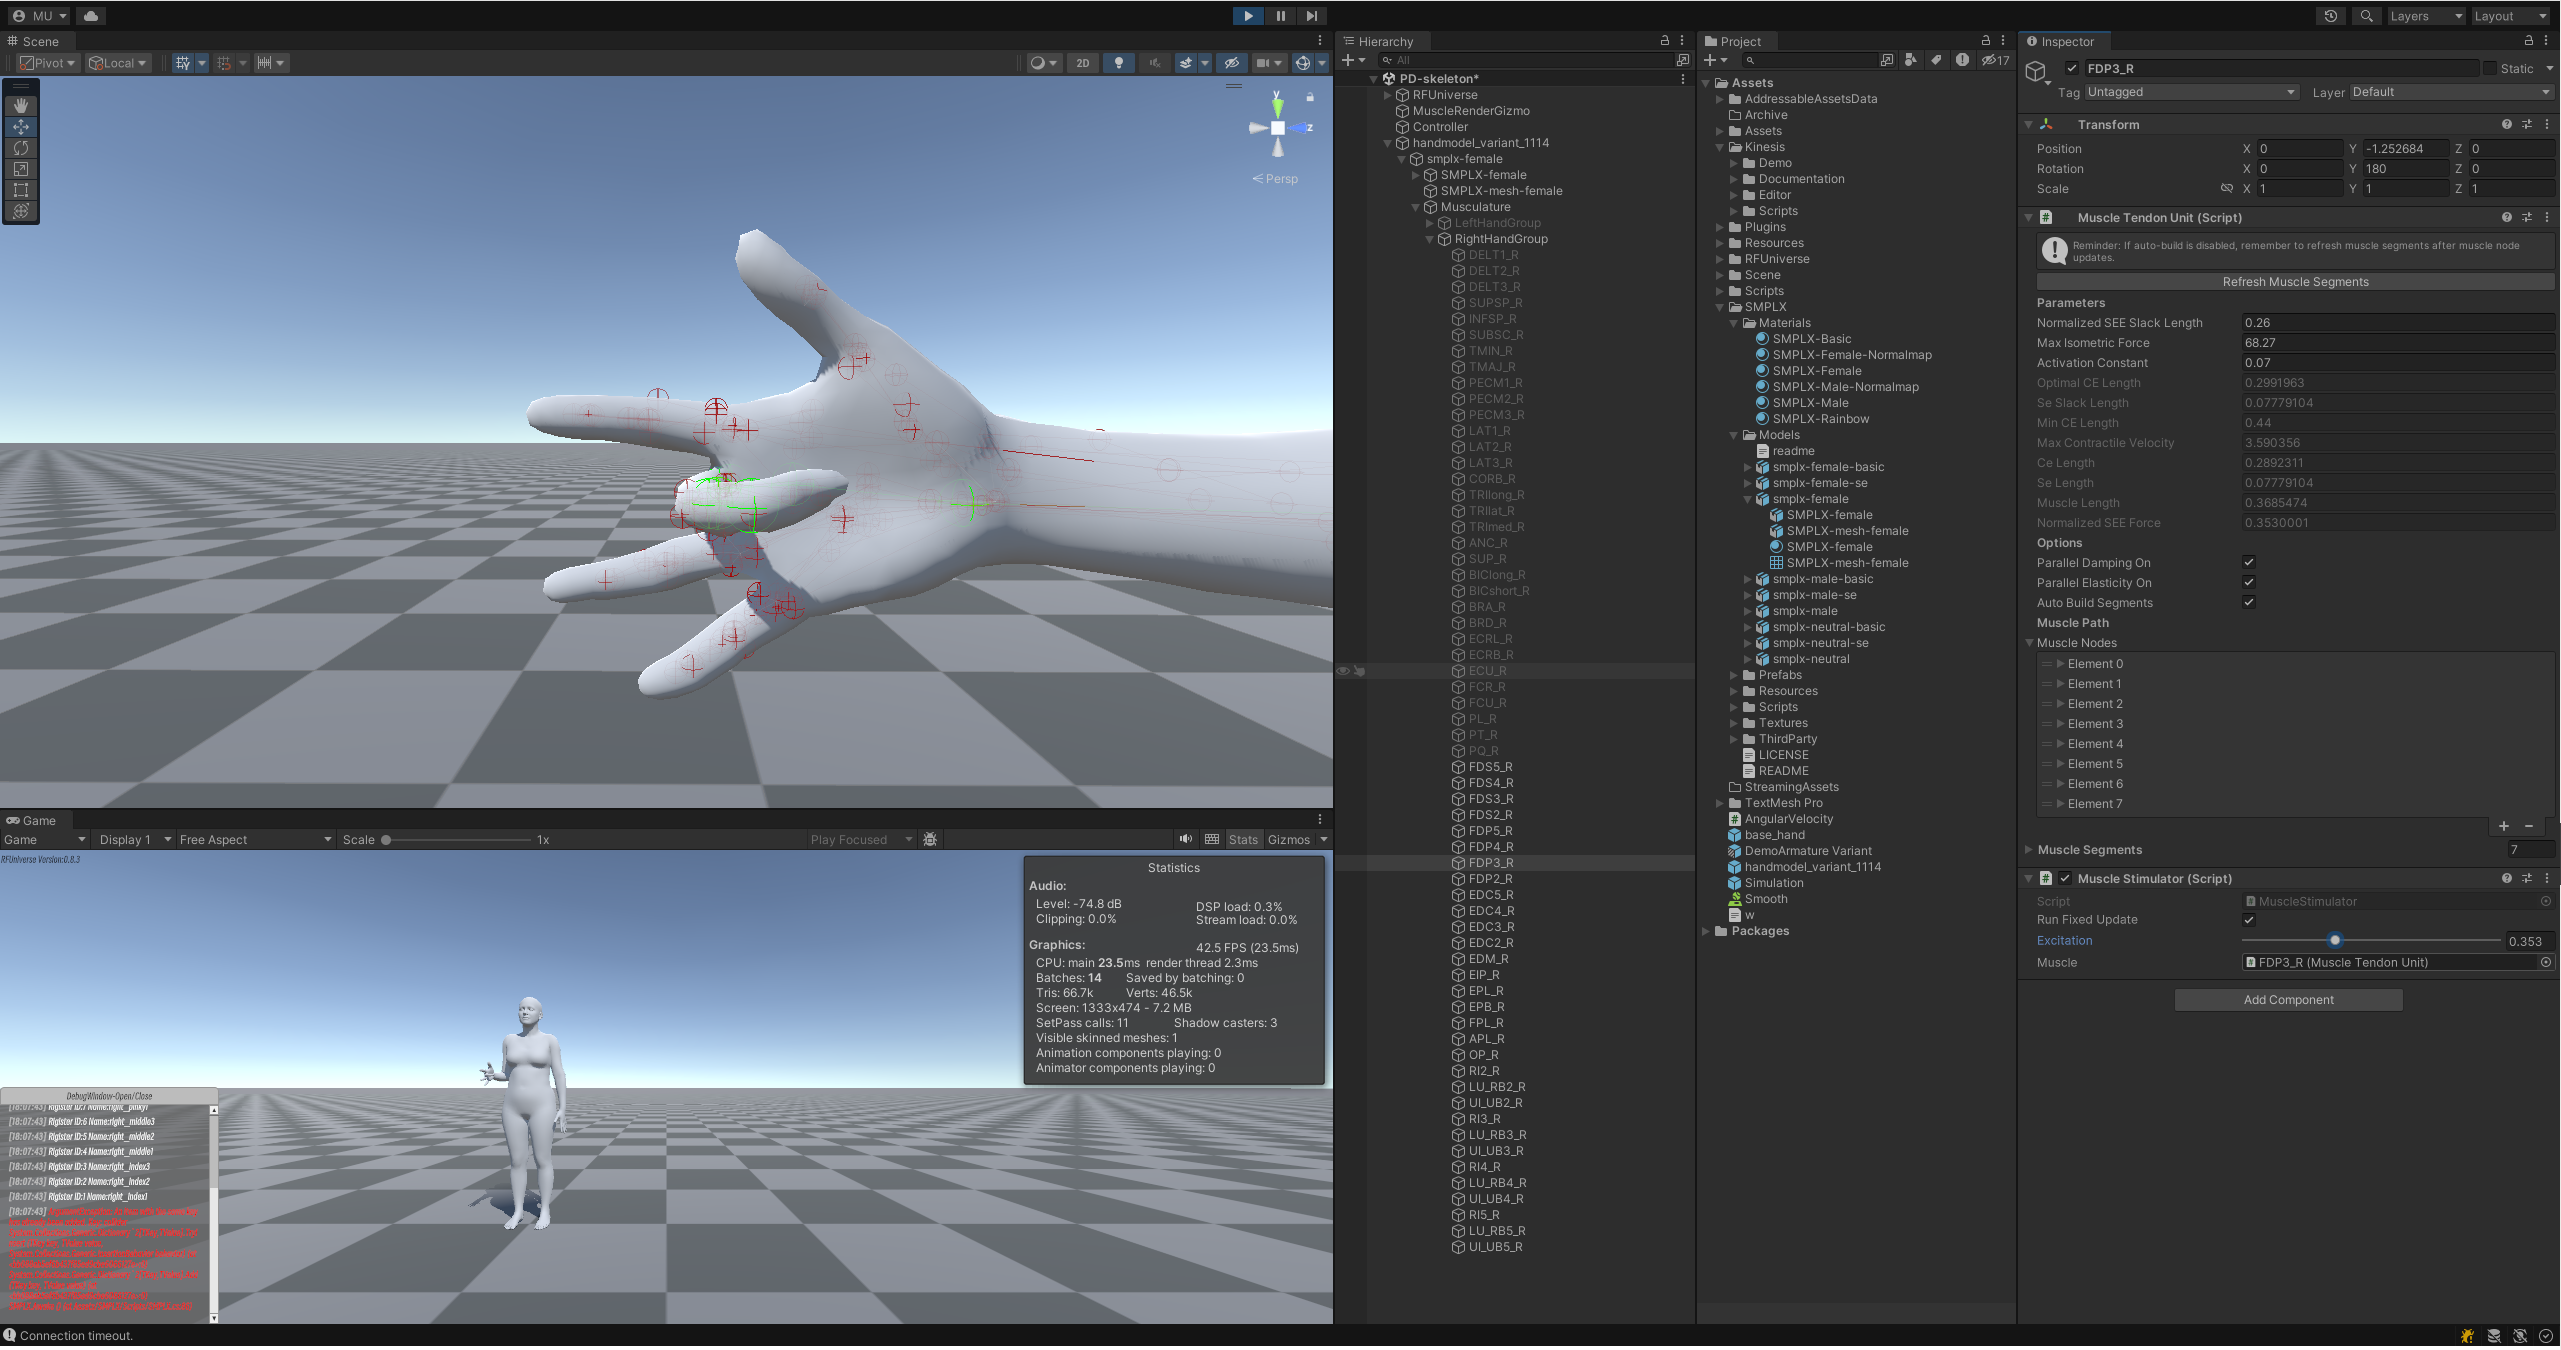 MU
Layers
Layout
Scene
Pivot
Local
2D
y
z
Persp
Game
Game
Display 1
Free Aspect
Scale
1x
Play Focused
Stats
Gizmos
RFUniverse Version:0.8.3
Statistics
Audio:
Level: -74.8 dB
DSP load: 0.3%
Clipping: 0.0%
Stream load: 0.0%
Graphics:
42.5 FPS (23.5ms)
CPU: main 23.5ms render thread 2.3ms
Batches: 14
Saved by batching: 0
Tris: 66.7k
Verts: 46.5k
Screen: 1333x474 - 7.2 MB
SetPass calls: 11
Shadow casters: 3
Visible skinned meshes: 1
Animation components playing: 0
Animator components playing: 0
DebugWindow-Open/Close
[18:07:43] Rigister ID:7 Name:right_pinky1
[18:07:43] Rigister ID:6 Name:right_middle3
[18:07:43] Rigister ID:5 Name:right_middle2
[18:07:43] Rigister ID:4 Name:right_middle1
[18:07:43] Rigister ID:3 Name:right_index3
[18:07:43] Rigister ID:2 Name:right_index2
[18:07:43] Rigister ID:1 Name:right_index1
[18:07:43]
Connection timeout.
Hierarchy
All
PD-skeleton*
RFUniverse
MuscleRenderGizmo
Controller
handmodel_variant_1114
smplx-female
SMPLX-female
SMPLX-mesh-female
Musculature
LeftHandGroup
RightHandGroup
DELT1_R
DELT2_R
DELT3_R
SUPSP_R
INFSP_R
SUBSC_R
TMIN_R
TMAJ_R
PECM1_R
PECM2_R
PECM3_R
LAT1_R
LAT2_R
LAT3_R
CORB_R
TRIlong_R
TRIlat_R
TRImed_R
ANC_R
SUP_R
BIClong_R
BICshort_R
BRA_R
BRD_R
ECRL_R
ECRB_R
ECU_R
FCR_R
FCU_R
PL_R
PT_R
PQ_R
FDS5_R
FDS4_R
FDS3_R
FDS2_R
FDP5_R
FDP4_R
FDP3_R
FDP2_R
EDC5_R
EDC4_R
EDC3_R
EDC2_R
EDM_R
EIP_R
EPL_R
EPB_R
FPL_R
APL_R
OP_R
RI2_R
LU_RB2_R
UI_UB2_R
RI3_R
LU_RB3_R
UI_UB3_R
RI4_R
LU_RB4_R
UI_UB4_R
RI5_R
LU_RB5_R
UI_UB5_R
Project
17
Assets
AddressableAssetsData
Archive
Assets
Kinesis
Demo
Documentation
Editor
Scripts
Plugins
Resources
RFUniverse
Scene
Scripts
SMPLX
Materials
SMPLX-Basic
SMPLX-Female-Normalmap
SMPLX-Female
SMPLX-Male-Normalmap
SMPLX-Male
SMPLX-Rainbow
Models
readme
smplx-female-basic
smplx-female-se
smplx-female
SMPLX-female
SMPLX-mesh-female
SMPLX-female
SMPLX-mesh-female
smplx-male-basic
smplx-male-se
smplx-male
smplx-neutral-basic
smplx-neutral-se
smplx-neutral
Prefabs
Resources
Scripts
Textures
ThirdParty
LICENSE
README
StreamingAssets
TextMesh Pro
AngularVelocity
base_hand
DemoArmature Variant
handmodel_variant_1114
Simulation
Smooth
w
Packages
Inspector
FDP3_R
Static
Tag Untagged
Layer Default
Transform
Position X 0 Y -1.252684 Z 0
Rotation X 0 Y 180 Z 0
Scale X 1 Y 1 Z 1
Muscle Tendon Unit (Script)
Reminder: If auto-build is disabled, remember to refresh muscle segments after muscle node
updates.
Refresh Muscle Segments
Parameters
Normalized SEE Slack Length 0.26
Max Isometric Force 68.27
Activation Constant 0.07
Optimal CE Length 0.2991963
Se Slack Length 0.07779104
Min CE Length 0.44
Max Contractile Velocity 3.590356
Ce Length 0.2892311
Se Length 0.07779104
Muscle Length 0.3685474
Normalized SEE Force 0.3530001
Options
Parallel Damping On
Parallel Elasticity On
Auto Build Segments
Muscle Path
Muscle Nodes
Element 0
Element 1
Element 2
Element 3
Element 4
Element 5
Element 6
Element 7
Muscle Segments 7
Muscle Stimulator (Script)
Script MuscleStimulator
Run Fixed Update
Excitation 0.353
Muscle FDP3_R (Muscle Tendon Unit)
Add Component